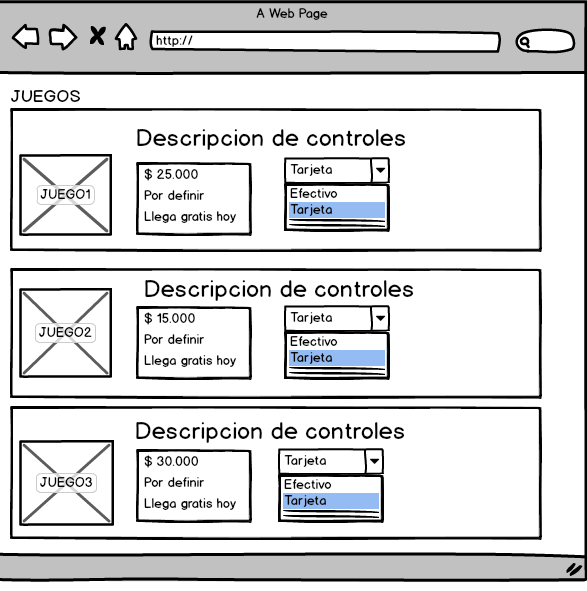 A Web Page
http://
JUEGOS
Descripcion de controles
JUEGO1
$ 25.000
Por definir
Llega gratis hoy
Tarjeta
Efectivo
Tarjeta
Descripcion de controles
JUEGO2
$ 15.000
Por definir
Llega gratis hoy
Tarjeta
Efectivo
Tarjeta
Descripcion de controles
JUEGO3
$ 30.000
Por definir
Llega gratis hoy
Tarjeta
Efectivo
Tarjeta